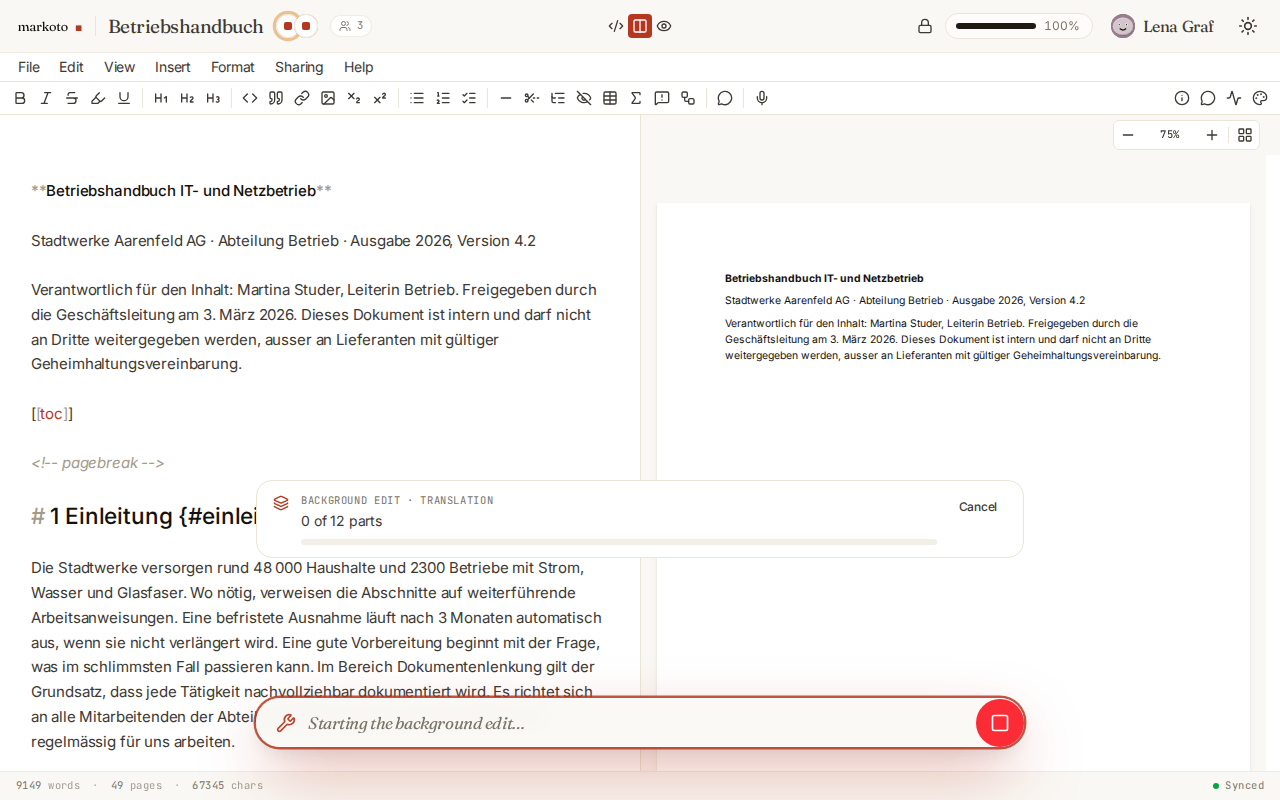 markoto
Betriebshandbuch
3
100%
Lena Graf
File Edit View Insert Format Sharing Help
H1 H2 H3
75%
**Betriebshandbuch IT- und Netzbetrieb**
Stadtwerke Aarenfeld AG · Abteilung Betrieb · Ausgabe 2026, Version 4.2
Verantwortlich für den Inhalt: Martina Studer, Leiterin Betrieb. Freigegeben durch
die Geschäftsleitung am 3. März 2026. Dieses Dokument ist intern und darf nicht
an Dritte weitergegeben werden, ausser an Lieferanten mit gültiger
Geheimhaltungsvereinbarung.
[[toc]]
<!-- pagebreak -->
# 1 Einleitung {#einlei
Die Stadtwerke versorgen rund 48 000 Haushalte und 2300 Betriebe mit Strom,
Wasser und Glasfaser. Wo nötig, verweisen die Abschnitte auf weiterführende
Arbeitsanweisungen. Eine befristete Ausnahme läuft nach 3 Monaten automatisch
aus, wenn sie nicht verlängert wird. Eine gute Vorbereitung beginnt mit der Frage,
was im schlimmsten Fall passieren kann. Im Bereich Dokumentenlenkung gilt der
Grundsatz, dass jede Tätigkeit nachvollziehbar dokumentiert wird. Es richtet sich
an alle Mitarbeitenden der Abtei
regelmässig für uns arbeiten.
Betriebshandbuch IT- und Netzbetrieb
Stadtwerke Aarenfeld AG · Abteilung Betrieb · Ausgabe 2026, Version 4.2
Verantwortlich für den Inhalt: Martina Studer, Leiterin Betrieb. Freigegeben durch die
Geschäftsleitung am 3. März 2026. Dieses Dokument ist intern und darf nicht an Dritte
weitergegeben werden, ausser an Lieferanten mit gültiger Geheimhaltungsvereinbarung.
BACKGROUND EDIT · TRANSLATION
0 of 12 parts
Cancel
Starting the background edit...
9149 words · 49 pages · 67345 chars
Synced